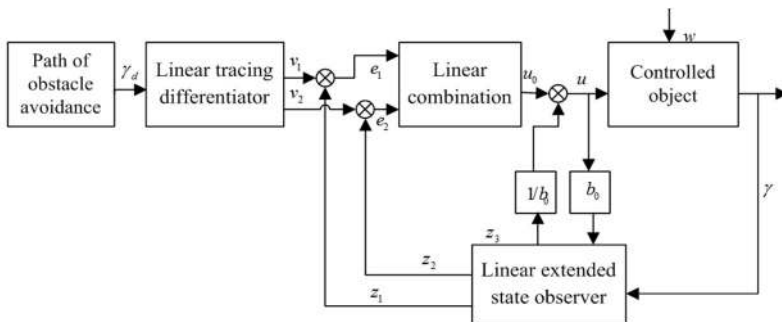 Path of
obstacle
avoidance
γd
Linear tracing
differentiator
v1
v2
e1
e2
Linear
combination
u0
u
w
Controlled
object
1/b0
b0
γ
z3
z2
z1
Linear extended
state observer